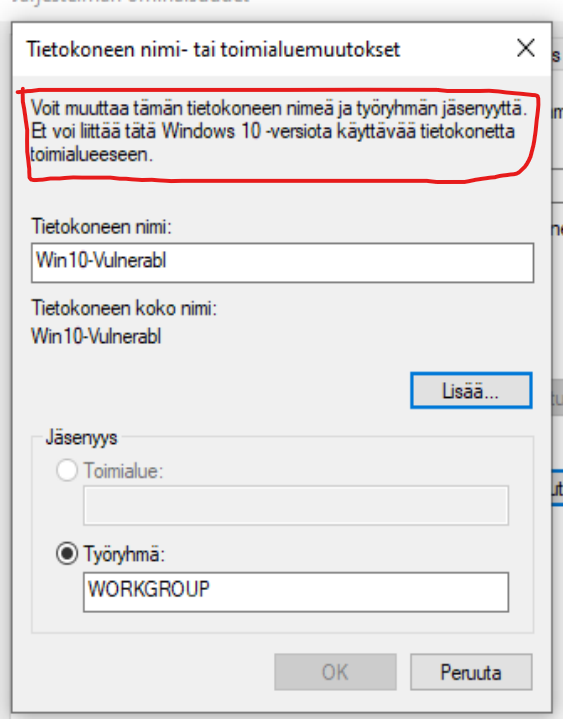 Tietokoneen nimi- tai toimialuemuutokset
Voit muuttaa tämän tietokoneen nimeä ja työryhmän jäsenyyttä.
Et voi liittää tätä Windows 10 -versiota käyttävää tietokonetta
toimialueeseen.
Tietokoneen nimi:
Win10-Vulnerabl
Tietokoneen koko nimi:
Win10-Vulnerabl
Lisää...
Jäsenyys
Toimialue:
Työryhmä:
WORKGROUP
OK
Peruuta